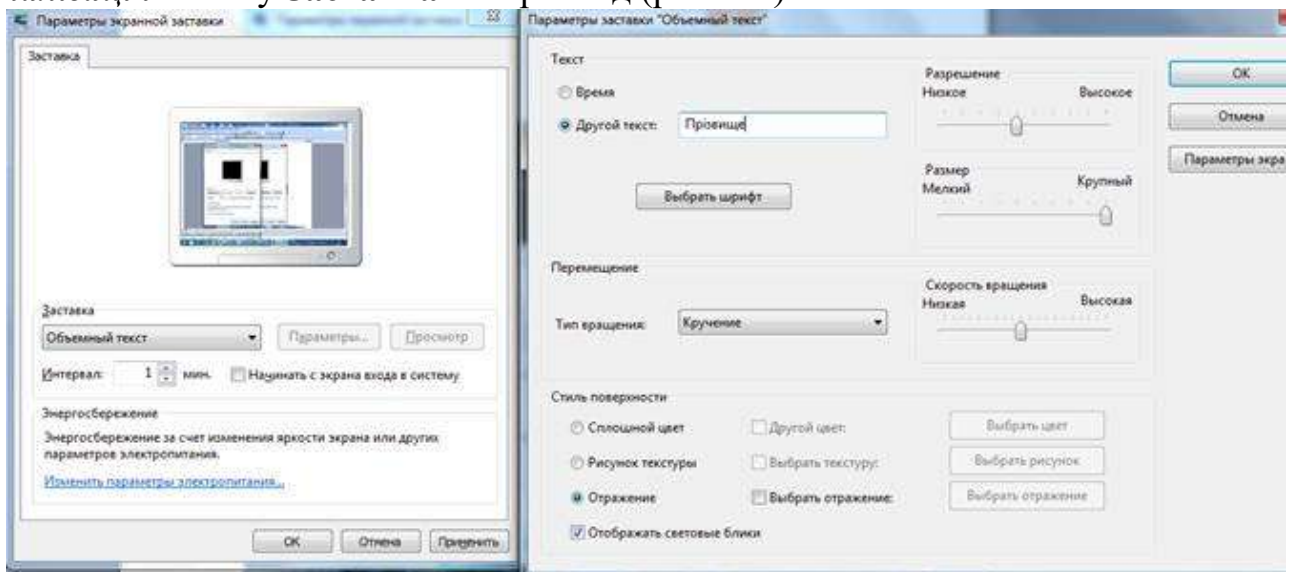 Параметры экранной заставки
Заставка
Заставка
Объемный текст
Параметры...
Просмотр
Интервал:
1
мин.
Начинать с экрана входа в систему
Энергосбережение
Энергосбережение за счет изменения яркости экрана или других
параметров электропитания.
Изменить параметры электропитания...
ОК
Отмена
Применить
Параметры заставки "Объемный текст"
Текст
Время
Другой текст:
Прізвище
Выбрать шрифт
Разрешение
Низкое
Высокое
Размер
Мелкий
Крупный
ОК
Отмена
Параметры экра
Перемещение
Тип вращения:
Кручение
Скорость вращения
Низкая
Высокая
Стиль поверхности
Сплошной цвет
Другой цвет:
Выбрать цвет
Рисунок текстуры
Выбрать текстуру:
Выбрать рисунок
Отражение
Выбрать отражение:
Выбрать отражение
Отображать световые блики